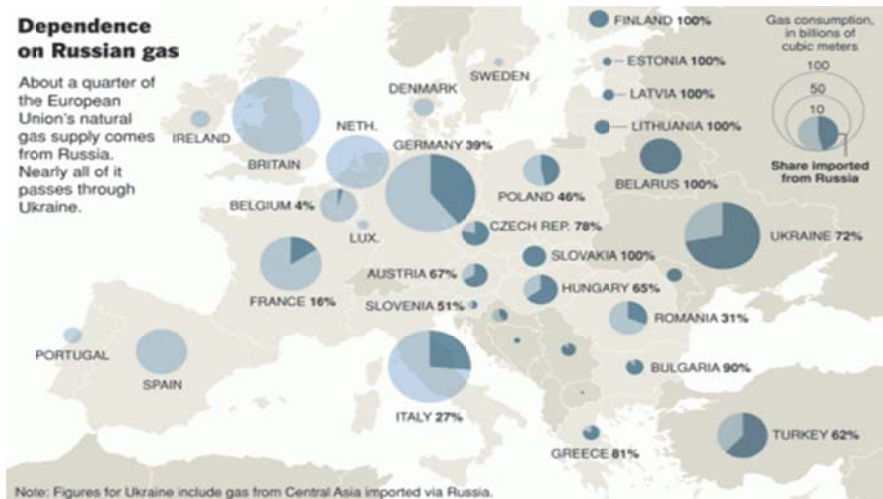 Dependence
on Russian gas
About a quarter of
the European
Union's natural
gas supply comes
from Russia.
Nearly all of it
passes through
Ukraine.
FINLAND 100%
ESTONIA 100%
LATVIA 100%
LITHUANIA 100%
Gas consumption,
in billions of
cubic meters
100
50
10
Share imported
from Russia
SWEDEN
DENMARK
IRELAND
BRITAIN
NETH.
GERMANY 39%
POLAND 46%
BELARUS 100%
BELGIUM 4%
LUX.
CZECH REP. 78%
UKRAINE 72%
SLOVAKIA 100%
AUSTRIA 67%
HUNGARY 65%
FRANCE 16%
SLOVENIA 51%
ROMANIA 31%
PORTUGAL
SPAIN
BULGARIA 90%
ITALY 27%
TURKEY 62%
GREECE 81%
Note: Figures for Ukraine include gas from Central Asia imported via Russia.